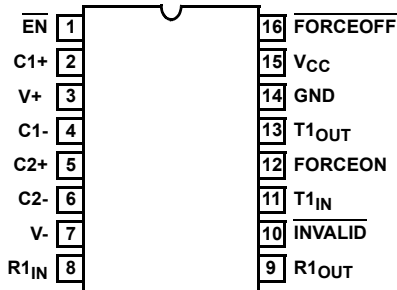 EN 1 16 FORCEOFF
C1+ 2 15 VCC
V+ 3 14 GND
C1- 4 13 T1OUT
C2+ 5 12 FORCEON
C2- 6 11 T1IN
V- 7 10 INVALID
R1IN 8 9 R1OUT